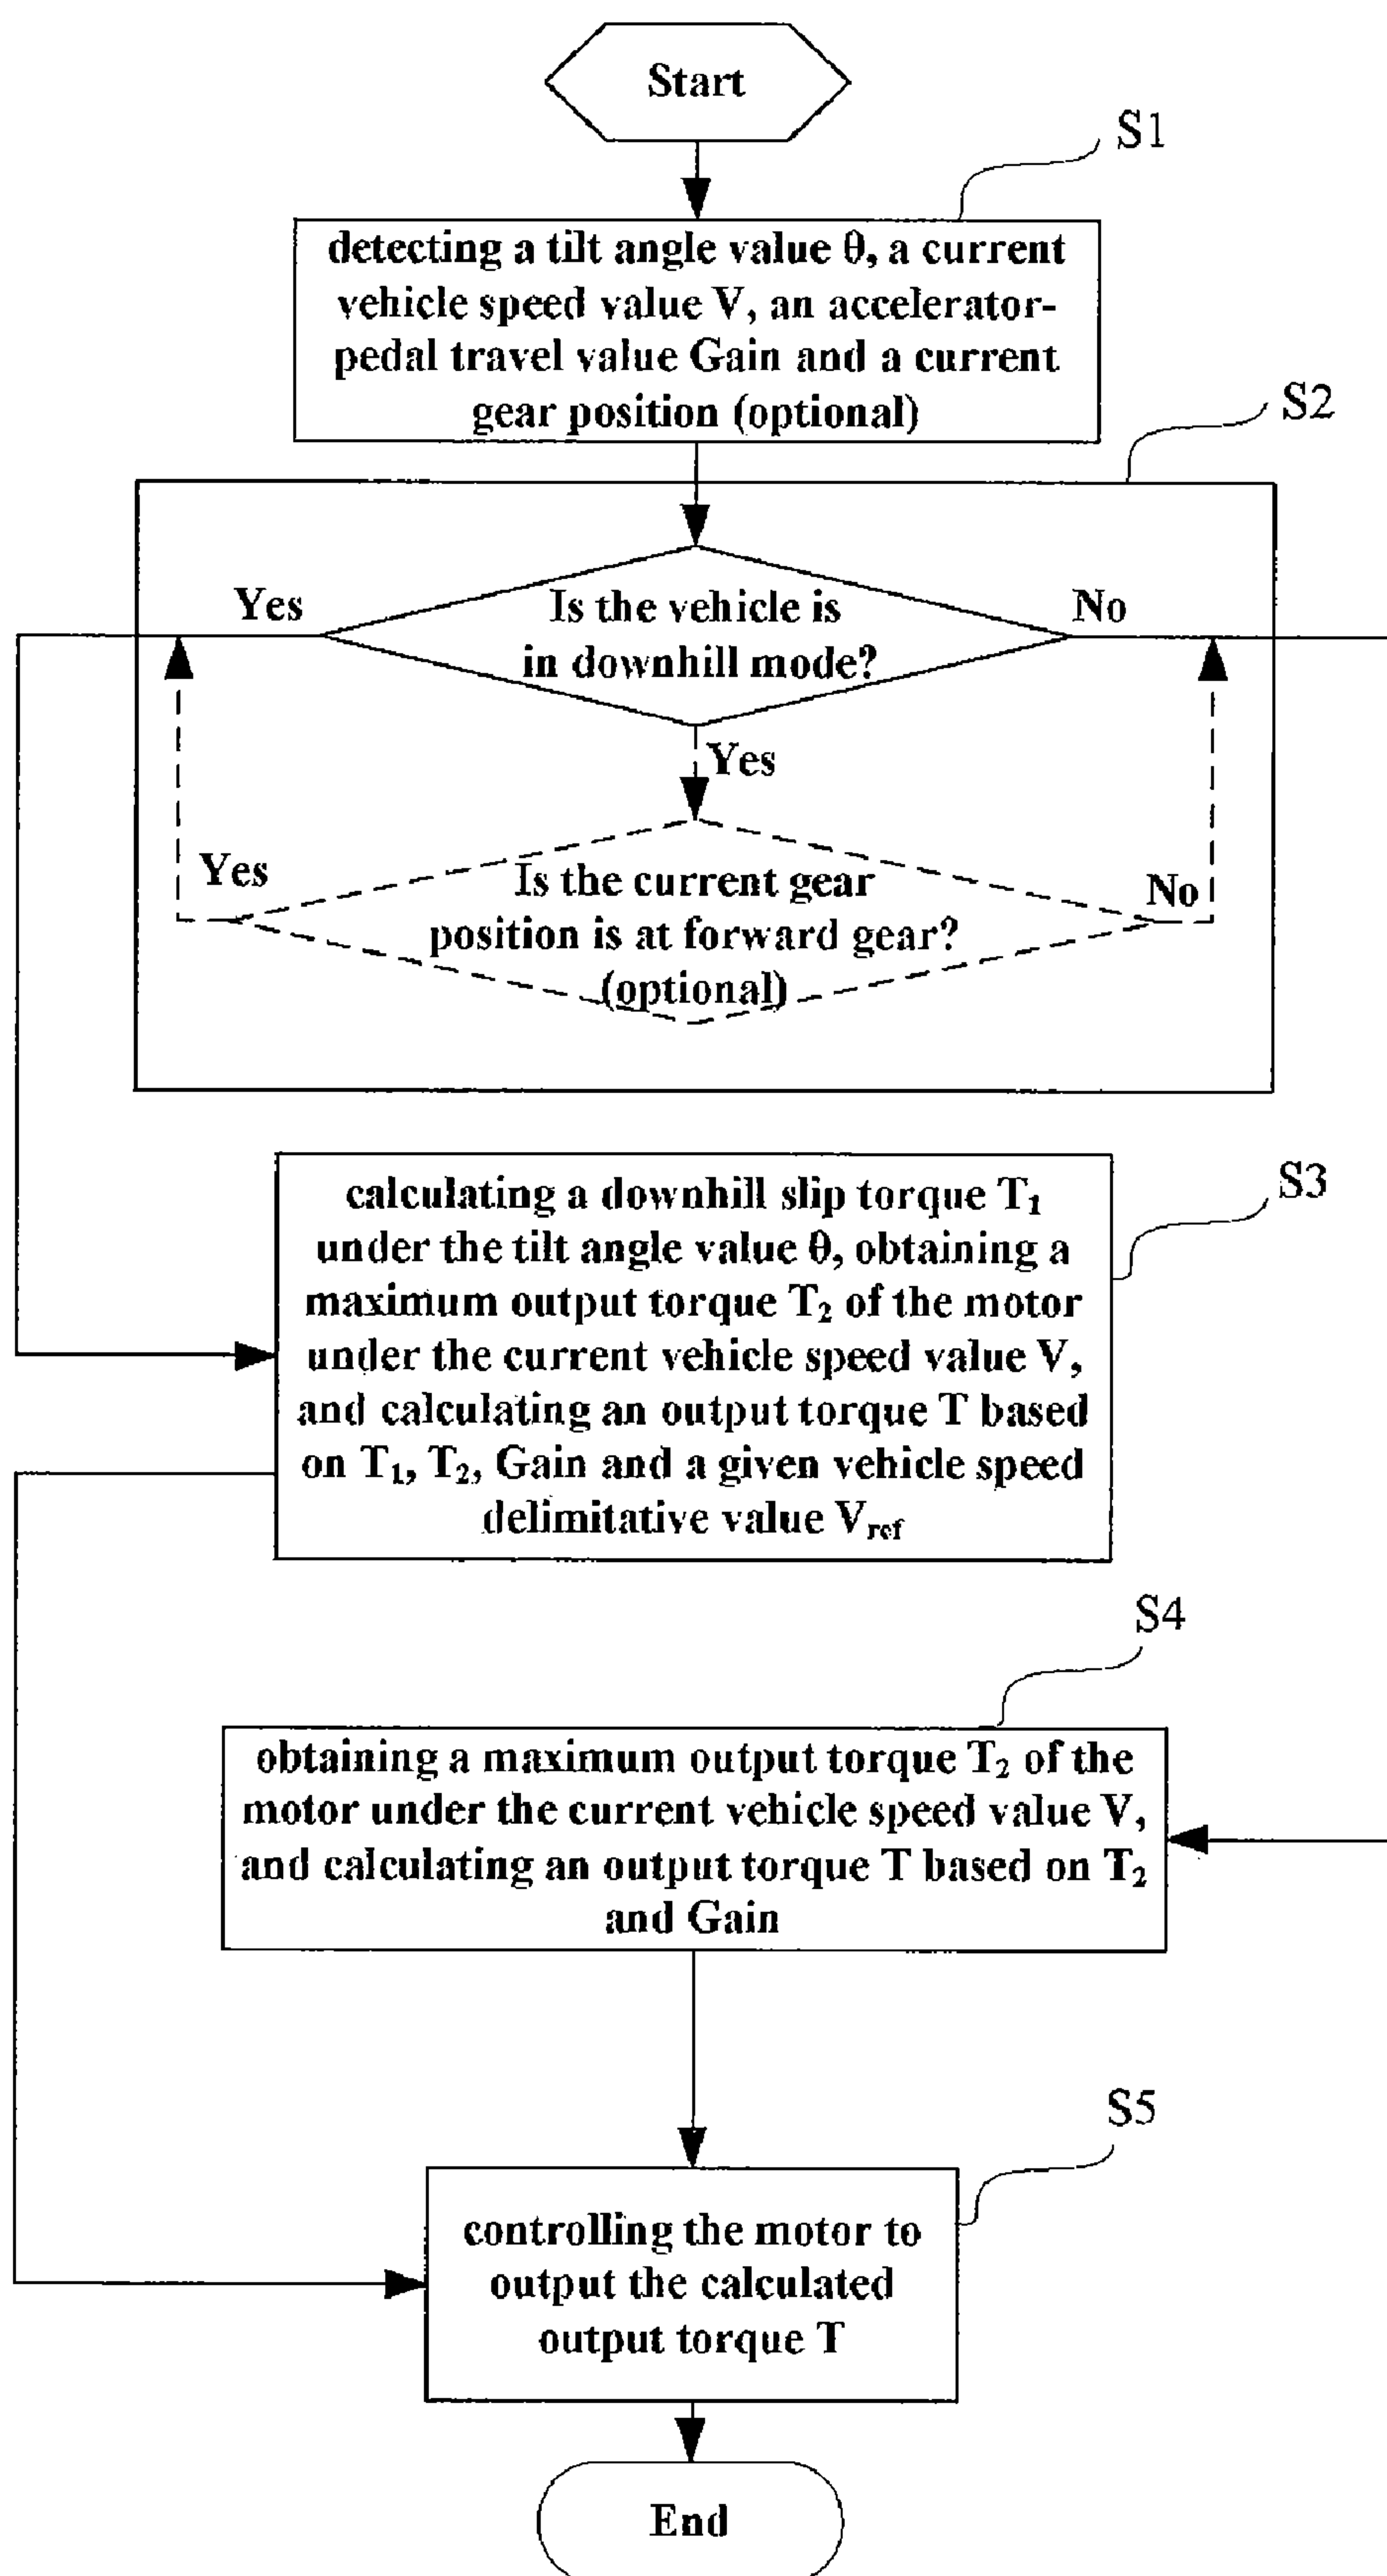 Start
S1
detecting a tilt angle value θ, a current
vehicle speed value V, an accelerator-
pedal travel value Gain and a current
gear position (optional)
S2
Yes
Is the vehicle is
in downhill mode?
No
Yes
Yes
Is the current gear
position is at forward gear?
(optional)
No
S3
calculating a downhill slip torque T₁
under the tilt angle value θ, obtaining a
maximum output torque T₂ of the motor
under the current vehicle speed value V,
and calculating an output torque T based
on T₁, T₂, Gain and a given vehicle speed
delimitative value Vref
S4
obtaining a maximum output torque T₂ of the
motor under the current vehicle speed value V,
and calculating an output torque T based on T₂
and Gain
S5
controlling the motor to
output the calculated
output torque T
End